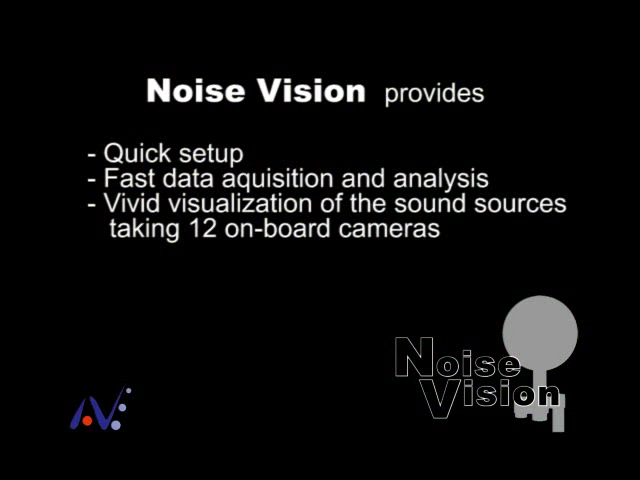 Noise Vision provides
- Quick setup
- Fast data aquisition and analysis
- Vivid visualization of the sound sources
taking 12 on-board cameras
Noise
Vision